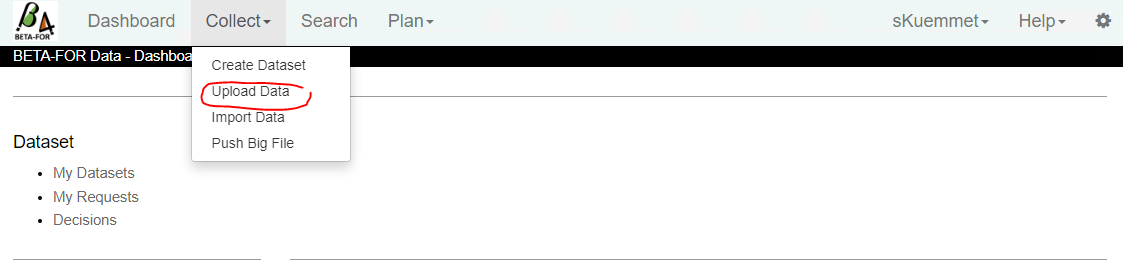 BETA-FOR
Dashboard Collect Search Plan sKuemmet Help
BETA-FOR Data - Dashboa
Create Dataset
Upload Data
Import Data
Push Big File
Dataset
My Datasets
My Requests
Decisions